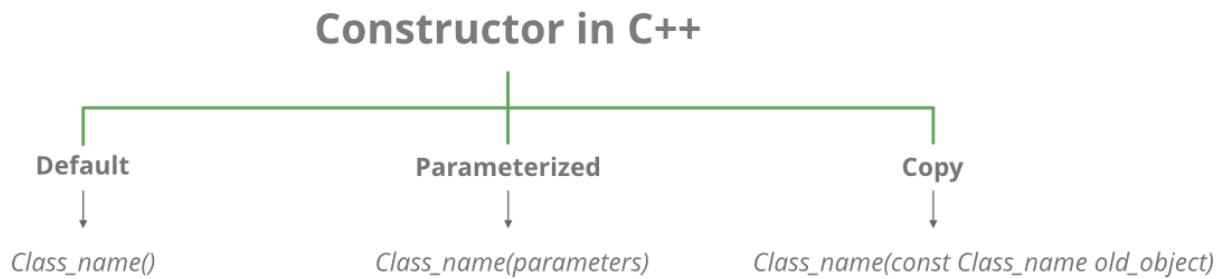 Constructor in C++
Default
Parameterized
Copy
Class_name()
Class_name(parameters)
Class_name(const Class_name old_object)